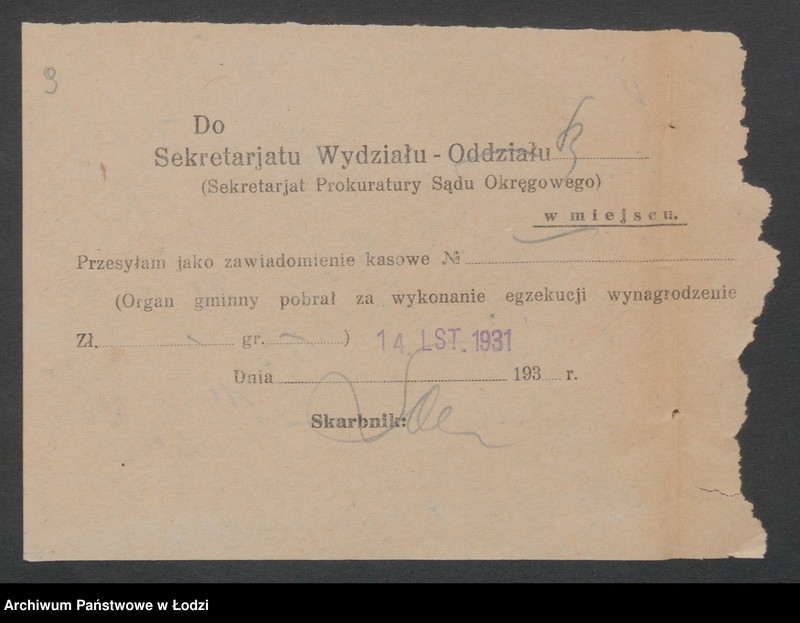 9
Do
Sekretarjatu Wydziału - Oddziału
(Sekretarjat Prokuratury Sądu Okręgowego)
w miejscu.
Przesyłam jako zawiadomienie kasowe №
(Organ gminny pobrał za wykonanie egzekucji wynagrodzenie
Zł. - gr. - )
14 LST. 1931
Dnia 193 r.
Skarbnik:
Archiwum Państwowe w Łodzi